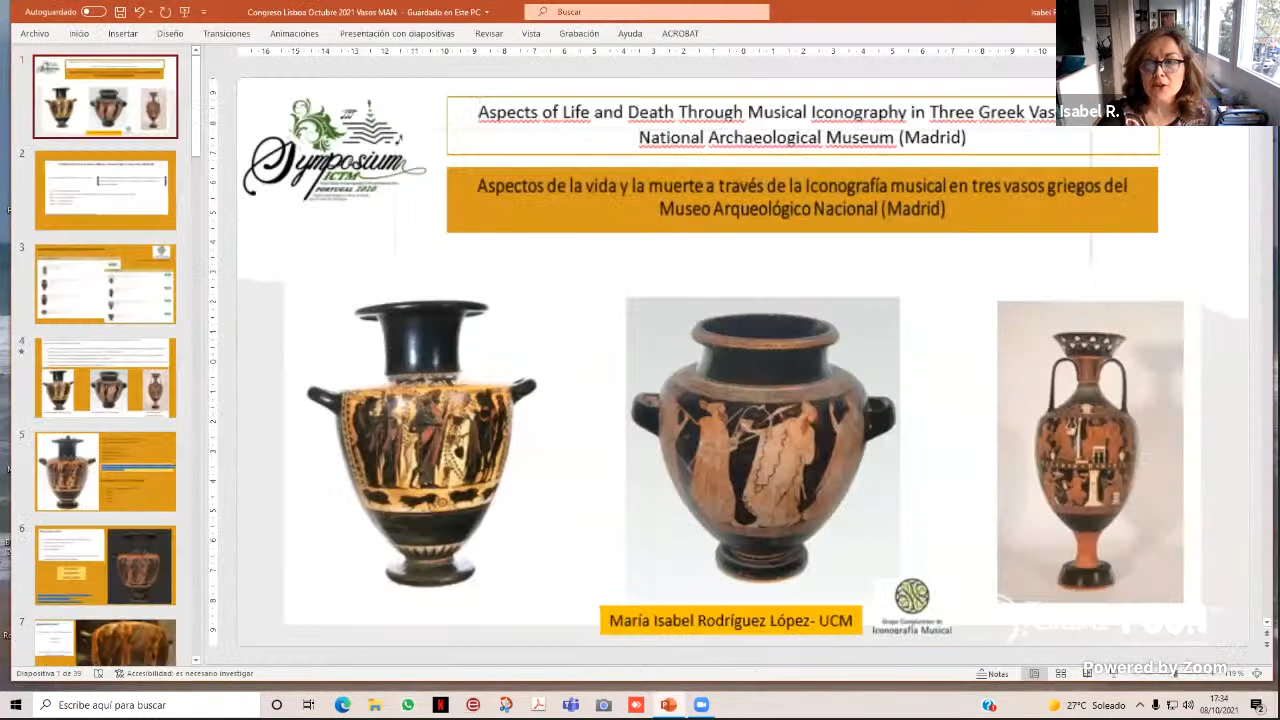 Autoguardado
Congreso Lisboa Octubre 2021 Vasos MAN - Guardado en Este PC
Buscar
Isabel R
Archivo Inicio Insertar Diseño Transiciones Animaciones Presentación con diapositivas Revisar Vista Grabación Ayuda ACROBAT
Isabel R.
Symposium
ICTM
PORTUGAL 2020
Aspects of Life and Death Through Musical Iconography in Three Greek Vas
National Archaeological Museum (Madrid)
Aspectos de la vida y la muerte a través de la Iconografía musical en tres vasos griegos del
Museo Arqueológico Nacional (Madrid)
María Isabel Rodríguez López- UCM
Grupo Complutense de
Iconografía Musical
Powered by Zoom
Diapositiva 1 de 39
Accesibilidad: es necesario investigar
Notas
Escribe aquí para buscar
27°C Soleado
17:34
08/10/2021